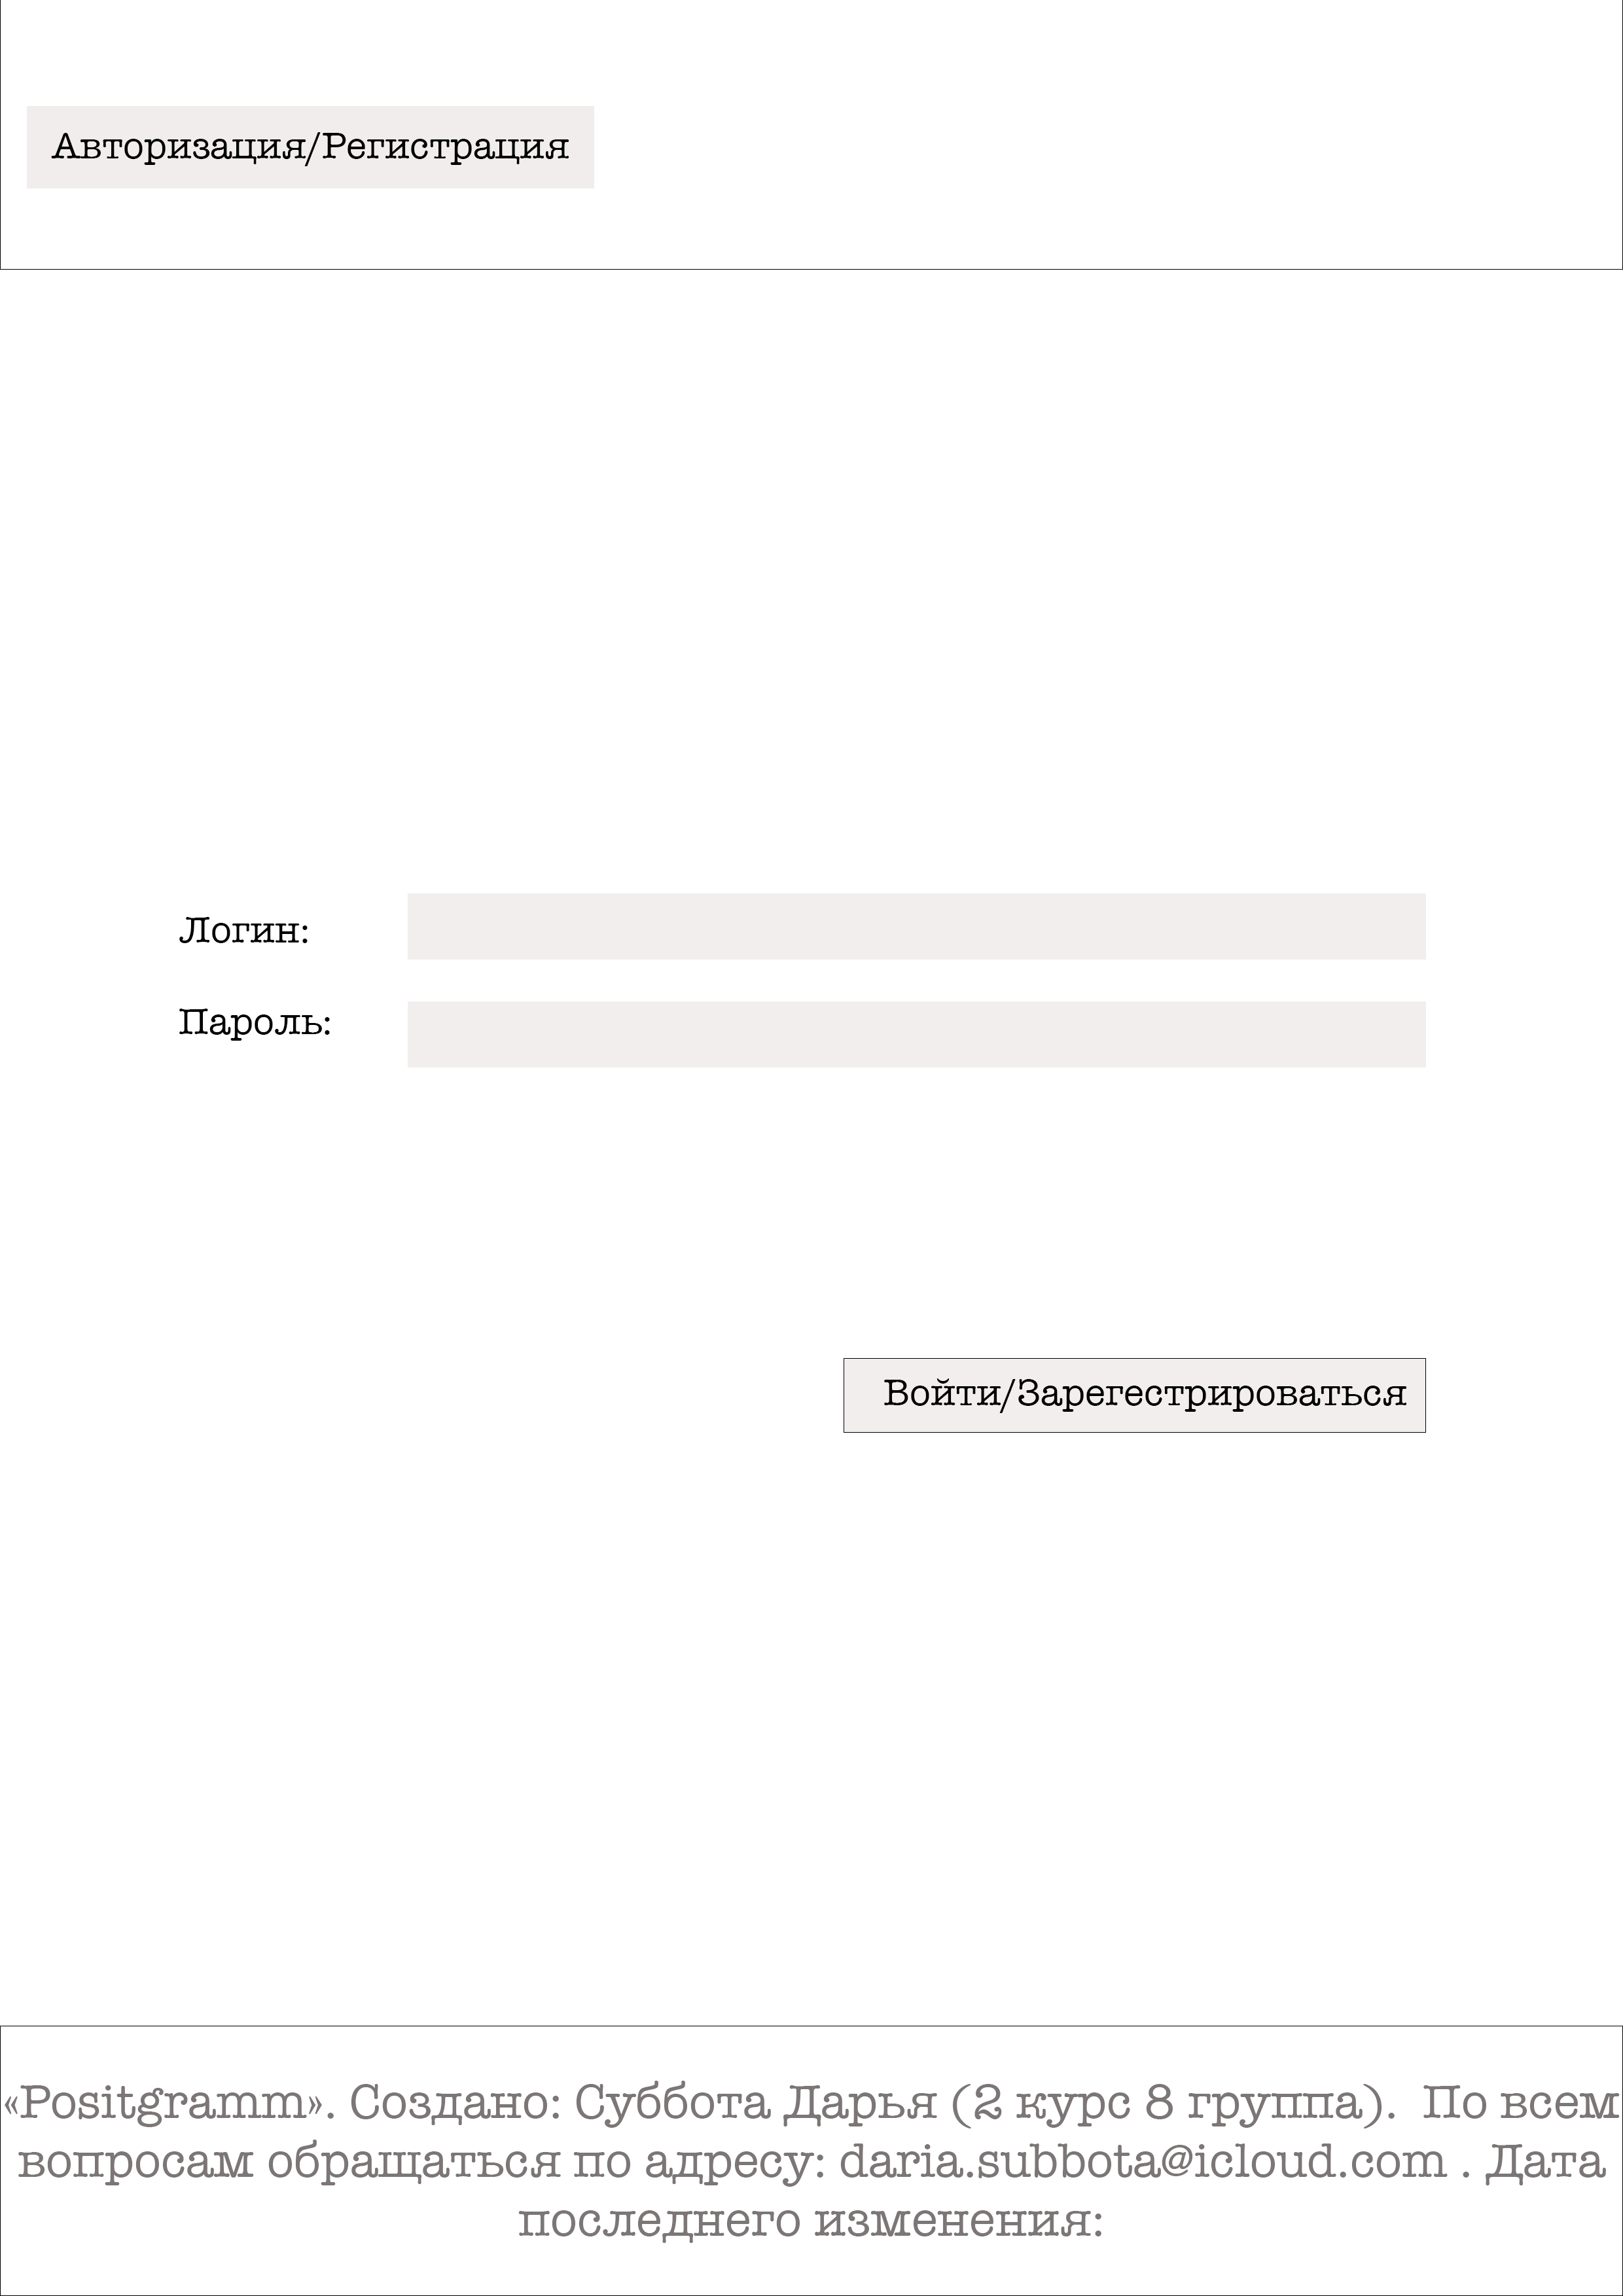 Авторизация/Регистрация
Логин:
Пароль:
Войти/Зарегестрироваться
«Positgramm». Создано: Суббота Дарья (2 курс 8 группа).  По всем
вопросам обращаться по адресу: daria.subbota@icloud.com . Дата
последнего изменения: